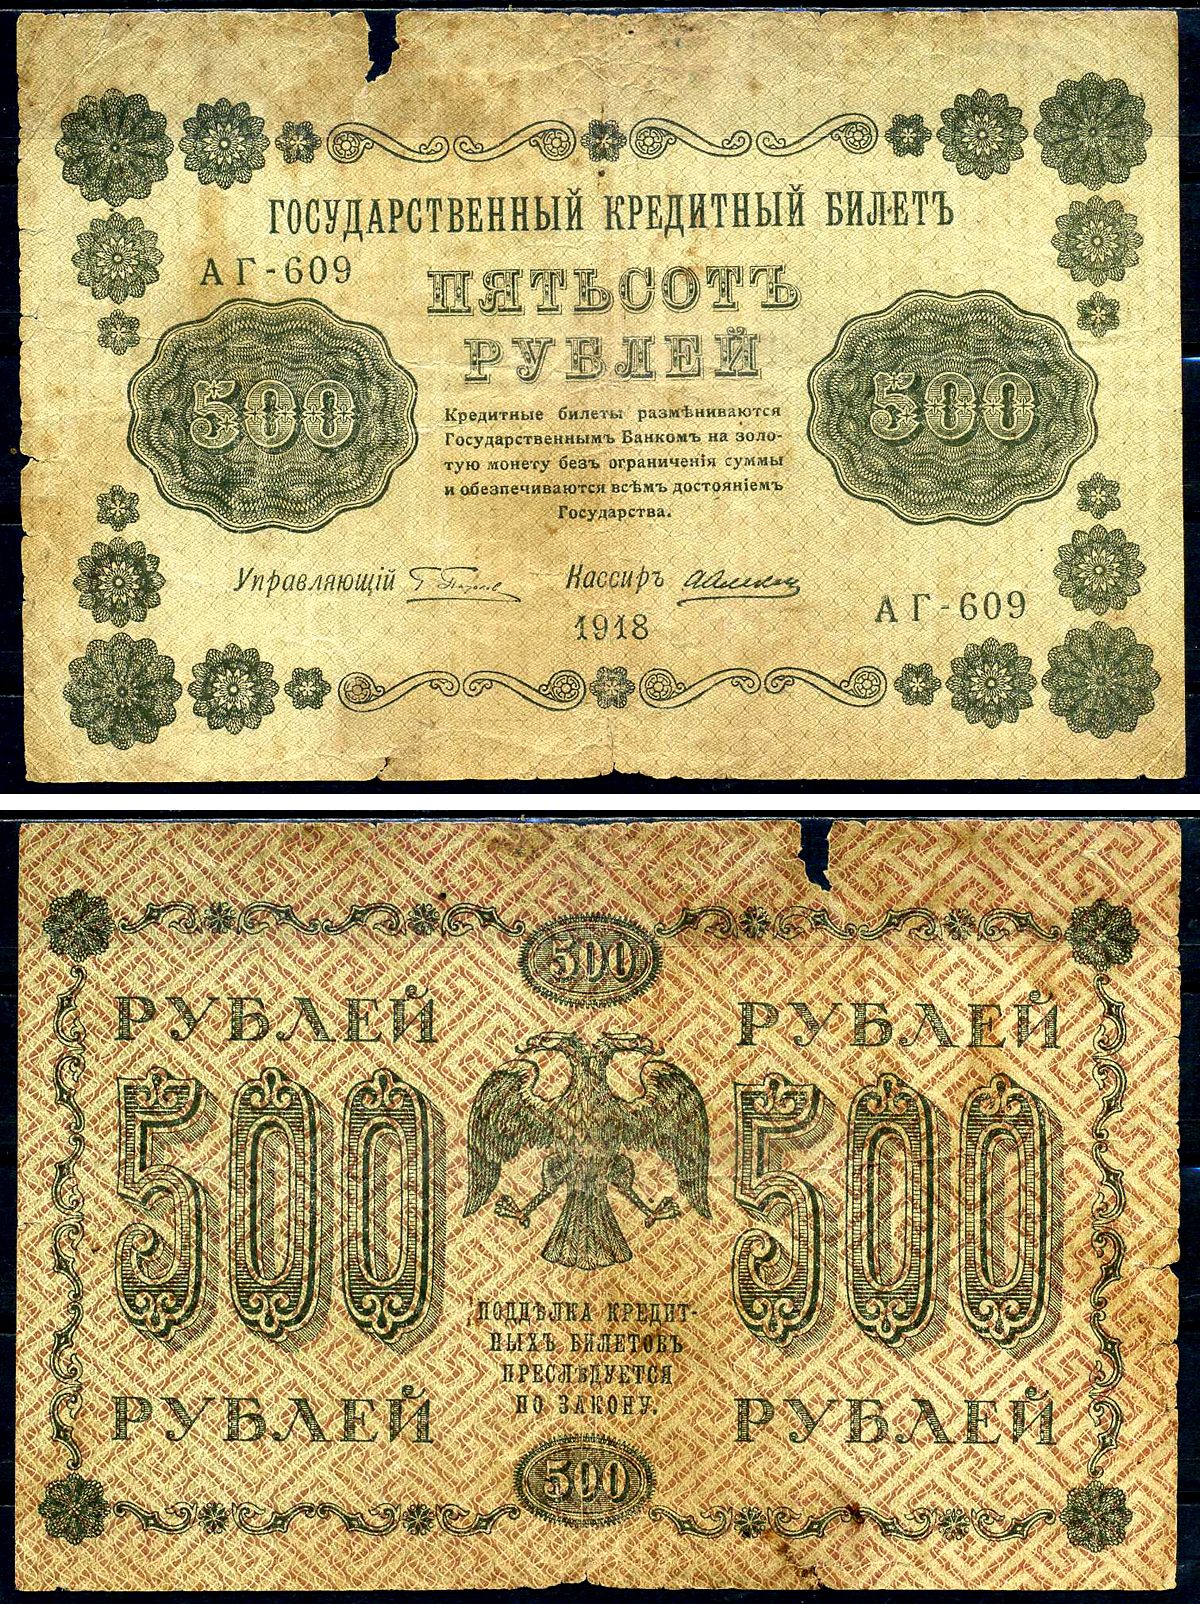 ГОСУДАРСТВЕННЫЙ КРЕДИТНЫЙ БИЛЕТЪ
АГ-609
ПЯТЬСОТЪ
РУБЛЕЙ
500
500
Кредитные билеты размѣниваются
Государственнымъ Банкомъ на золо-
тую монету безъ ограниченія суммы
и обезпечиваются всѣмъ достояніемъ
Государства.
Управляющій
Кассиръ
1918
АГ-609
500
РУБЛЕЙ
РУБЛЕЙ
500
500
ПОДДѢЛКА КРЕДИТ-
НЫХЪ БИЛЕТОВЪ
ПРЕСЛѢДУЕТСЯ
ПО ЗАКОНУ.
РУБЛЕЙ
РУБЛЕЙ
500